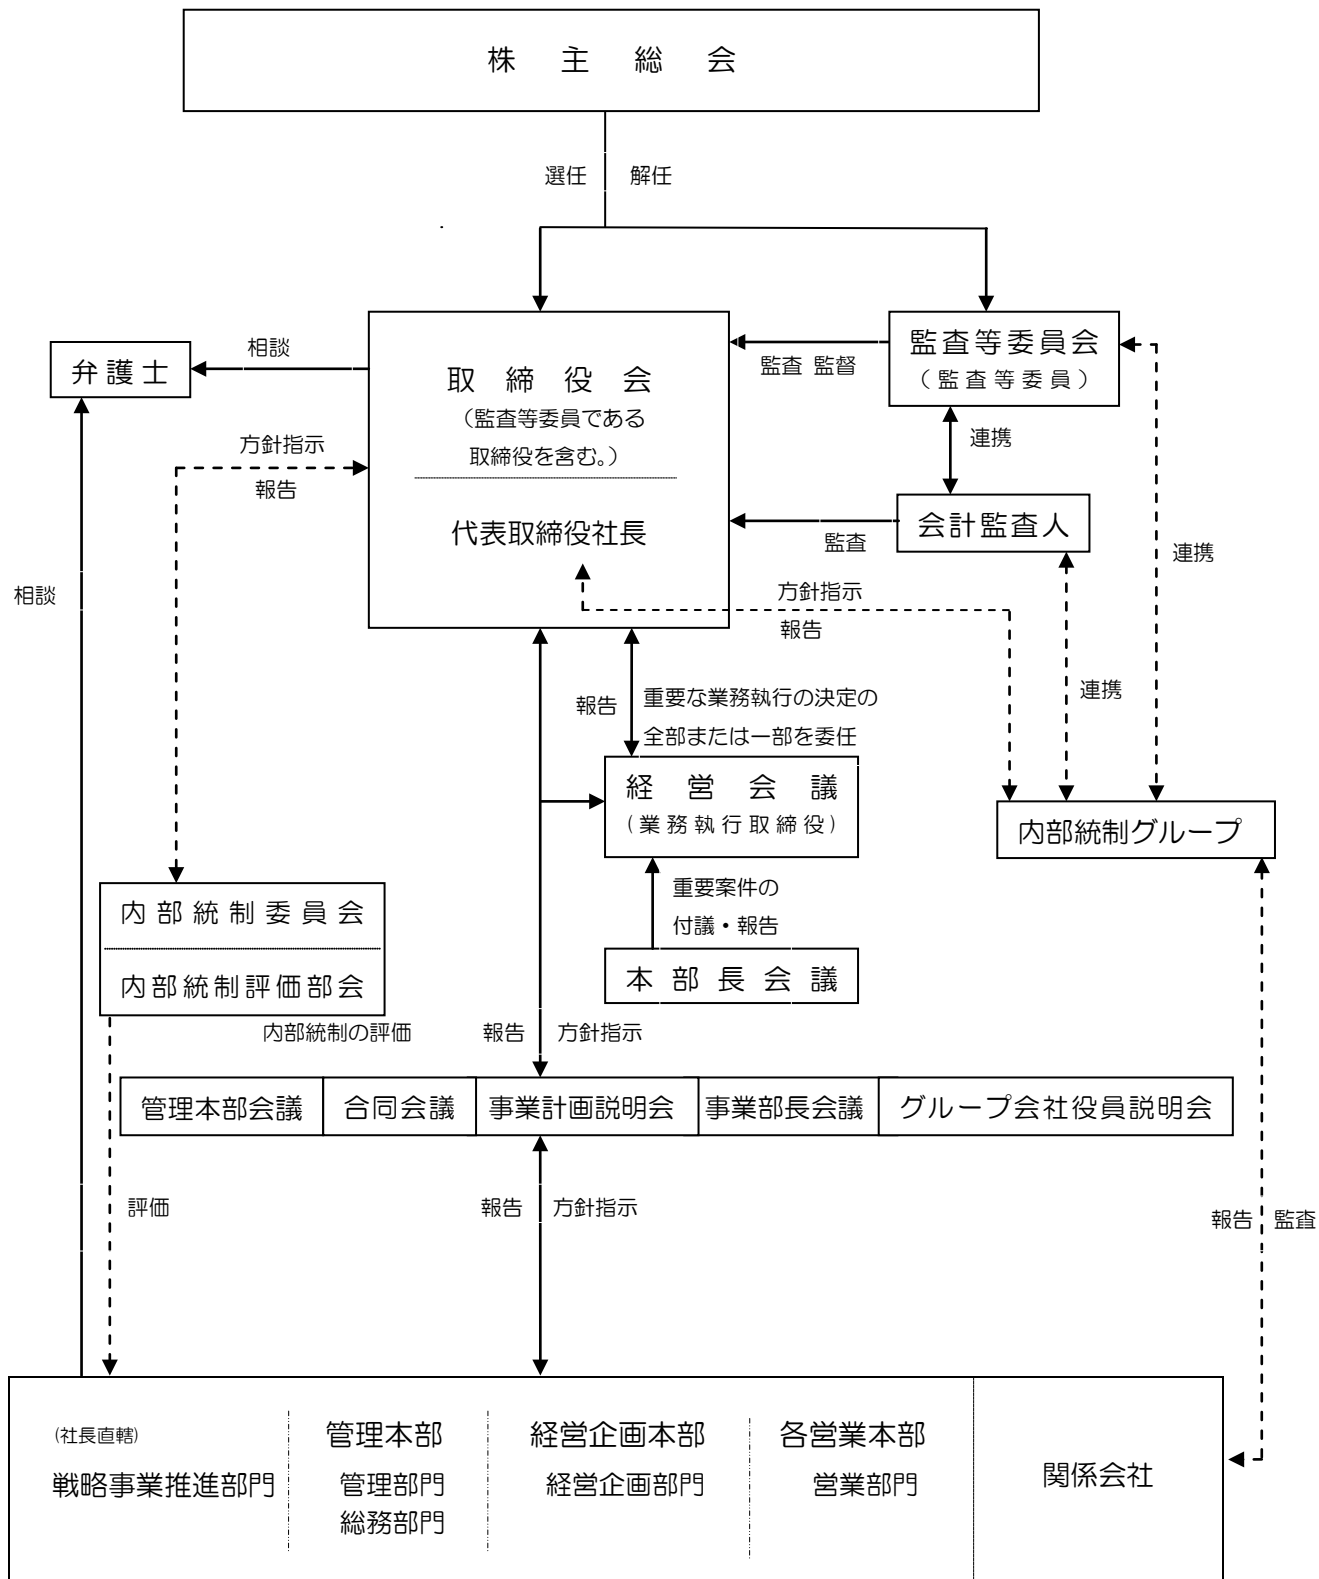 株主総会
選任 解任
弁護士
相談
取締役会
(監査等委員である
取締役を含む。)
代表取締役社長
監査 監督
監査等委員会
(監査等委員)
連携
方針指示
報告
監査
会計監査人
連携
相談
方針指示
報告
連携
報告
重要な業務執行の決定の
全部または一部を委任
経営会議
(業務執行取締役)
内部統制グループ
重要案件の
付議・報告
本部長会議
内部統制委員会
内部統制評価部会
内部統制の評価
報告 方針指示
管理本部会議 合同会議 事業計画説明会 事業部長会議 グループ会社役員説明会
評価
報告 方針指示
報告 監査
(社長直轄)
戦略事業推進部門
管理本部
管理部門
総務部門
経営企画本部
経営企画部門
各営業本部
営業部門
関係会社